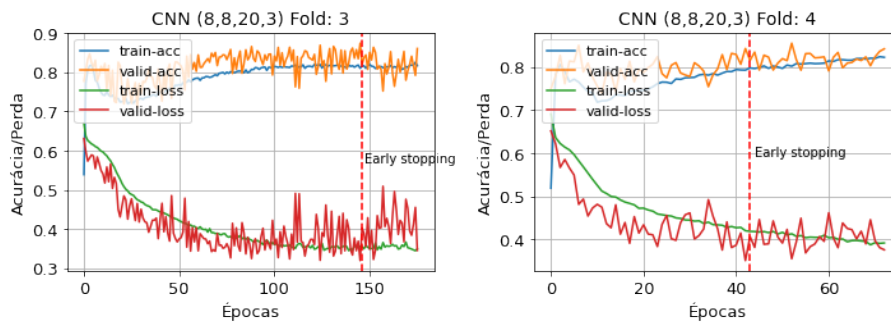 CNN (8,8,20,3) Fold: 3
0.9
0.8
0.7
0.6
0.5
0.4
0.3
Acurácia/Perda
train-acc
valid-acc
train-loss
valid-loss
Early stopping
0
50
100
150
Épocas
CNN (8,8,20,3) Fold: 4
0.8
0.7
0.6
0.5
0.4
Acurácia/Perda
train-acc
valid-acc
train-loss
valid-loss
Early stopping
0
20
40
60
Épocas